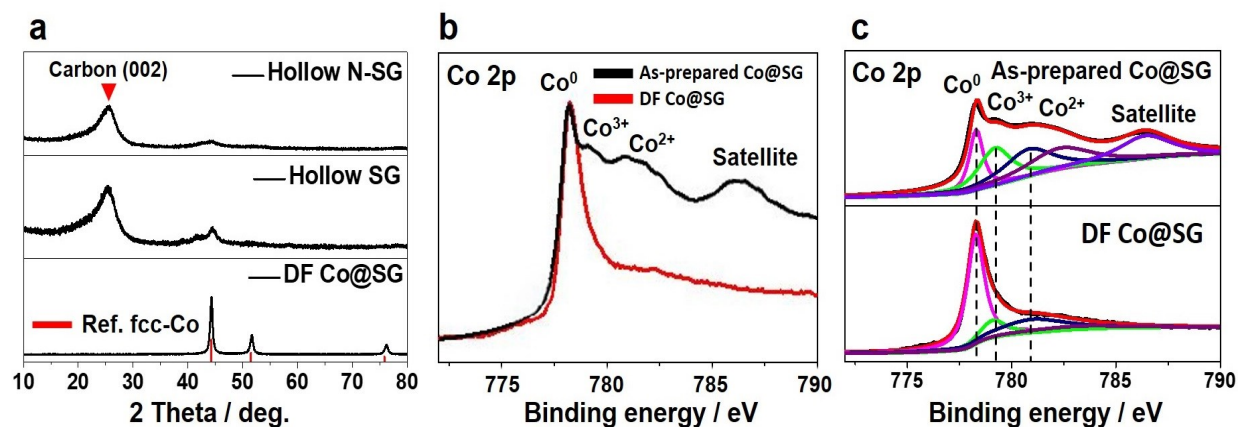 a
Carbon (002)
Hollow N-SG
Hollow SG
DF Co@SG
Ref. fcc-Co
10 20 30 40 50 60 70 80
2 Theta / deg.
b
Co 2p
Co⁰
As-prepared Co@SG
DF Co@SG
Co³⁺
Co²⁺
Satellite
775 780 785 790
Binding energy / eV
c
Co 2p
As-prepared Co@SG
Co⁰
Co³⁺
Co²⁺
Satellite
DF Co@SG
775 780 785 790
Binding energy / eV